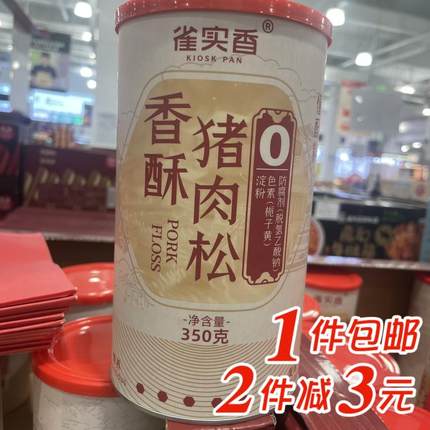 雀实香®
KIOSK PAN
香酥
猪肉松
PORK
FLOSS
0
防腐剂(脱氢乙酸钠)
色素(栀子黄)
淀粉
净含量
350克
1件包邮
2件减3元